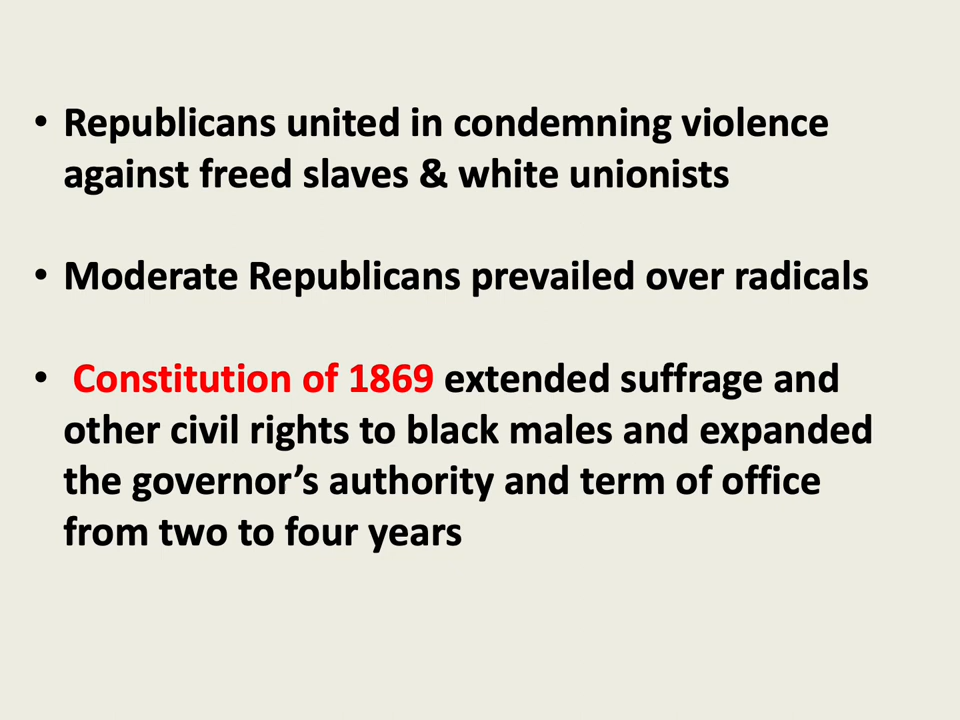 • Republicans united in condemning violence
against freed slaves & white unionists
• Moderate Republicans prevailed over radicals
• Constitution of 1869 extended suffrage and
other civil rights to black males and expanded
the governor’s authority and term of office
from two to four years